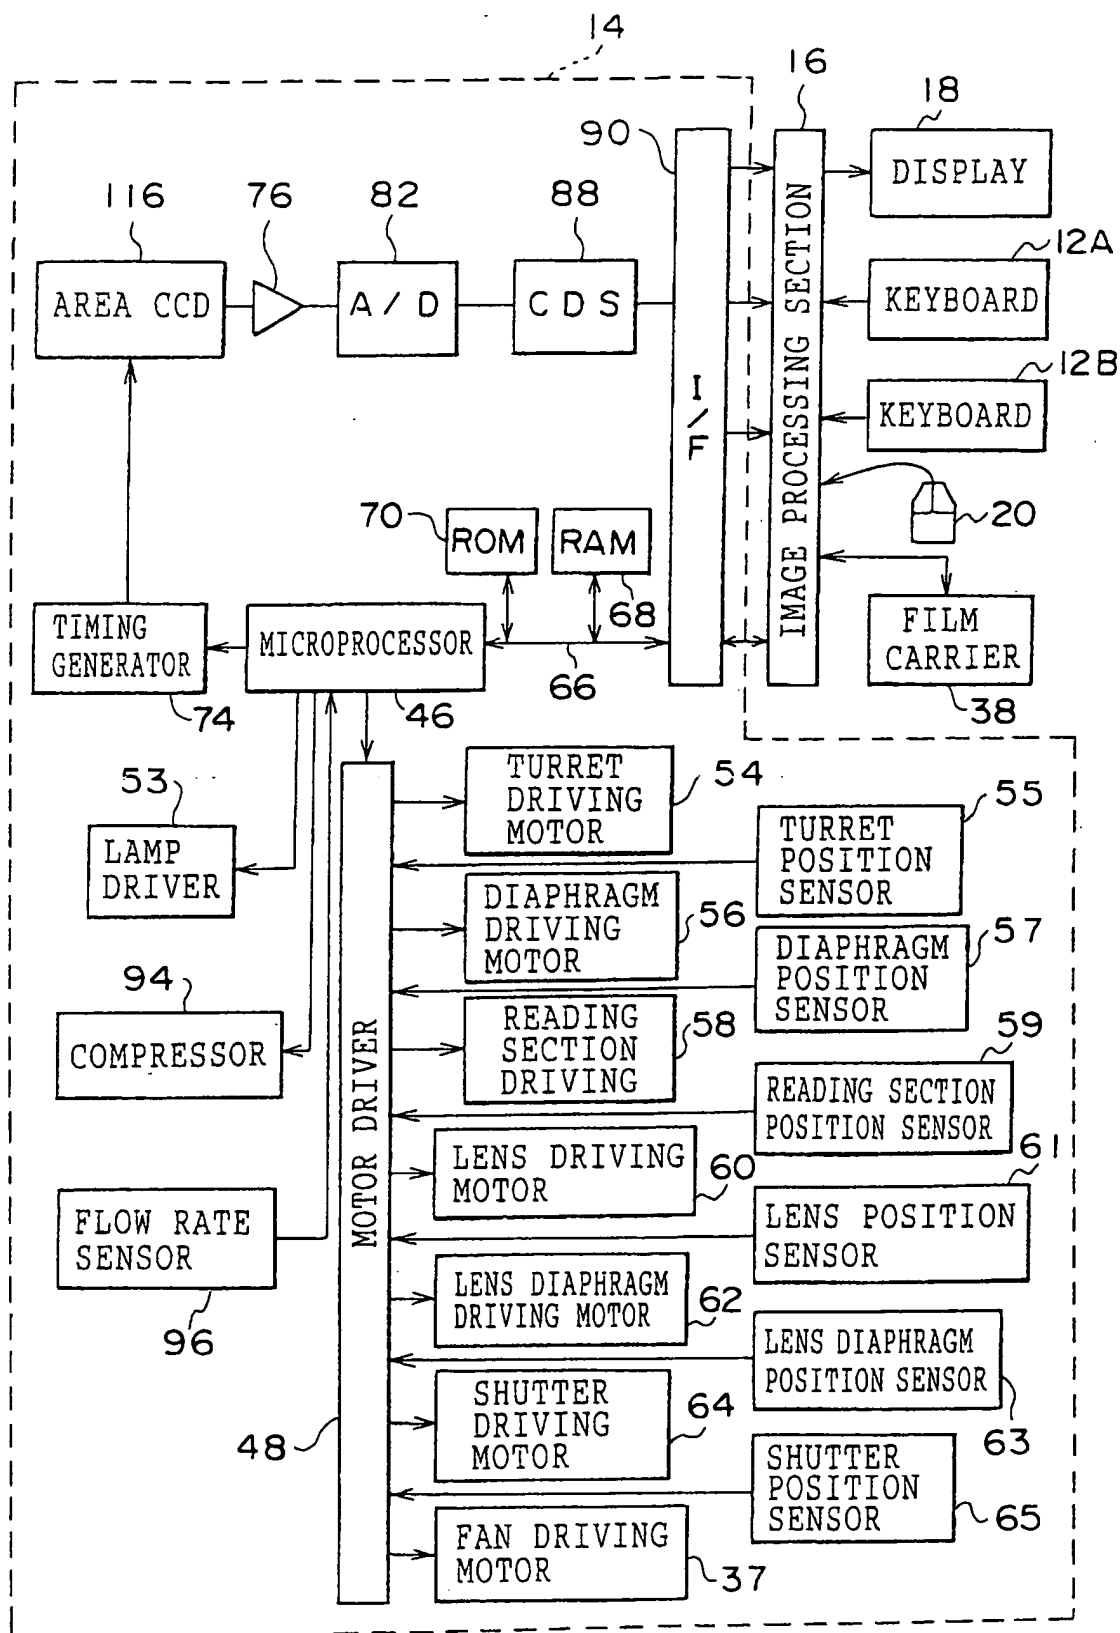 14
16
18
90
DISPLAY
116
76
82
88
12A
AREA CCD
A/D
CDS
KEYBOARD
12B
KEYBOARD
I/F
IMAGE PROCESSING SECTION
20
70
ROM
RAM
68
TIMING
GENERATOR
MICROPROCESSOR
FILM
CARRIER
66
74
46
38
53
TURRET
DRIVING
MOTOR
54
55
LAMP
DRIVER
TURRET
POSITION
SENSOR
DIAPHRAGM
DRIVING
MOTOR
56
57
DIAPHRAGM
POSITION
SENSOR
94
COMPRESSOR
READING
SECTION
DRIVING
58
59
READING SECTION
POSITION SENSOR
MOTOR DRIVER
LENS DRIVING
MOTOR
60
61
FLOW RATE
SENSOR
LENS POSITION
SENSOR
96
LENS DIAPHRAGM
DRIVING MOTOR
62
LENS DIAPHRAGM
POSITION SENSOR
63
48
SHUTTER
DRIVING
MOTOR
64
SHUTTER
POSITION
SENSOR
65
FAN DRIVING
MOTOR
37